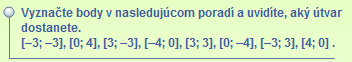 Vyznačte body v nasledujúcom poradí a uvidíte, aký útvar
dostanete.
[–3; –3], [0; 4], [3; –3], [–4; 0], [3; 3], [0; –4], [–3; 3], [4; 0] .